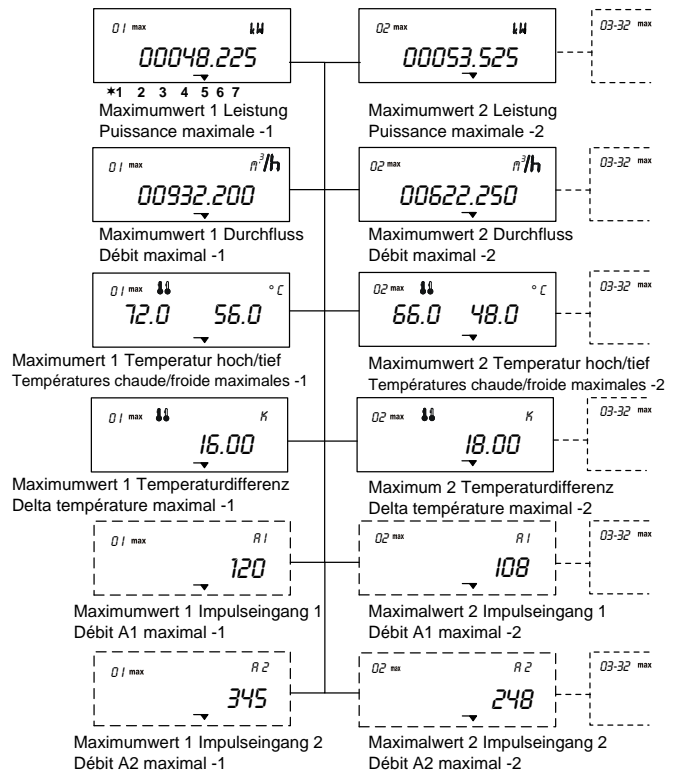 01 max kW 02 max kW 03-32 max
00048.225 00053.525
*1 2 3 4 5 6 7
Maximumwert 1 Leistung Maximumwert 2 Leistung
Puissance maximale -1 Puissance maximale -2
01 max m³/h 02 max m³/h 03-32 max
00932.200 00622.250
Maximumwert 1 Durchfluss Maximumwert 2 Durchfluss
Débit maximal -1 Débit maximal -2
01 max °C 02 max °C 03-32 max
72.0 56.0 66.0 48.0
Maximumert 1 Temperatur hoch/tief Maximumwert 2 Temperatur hoch/tief
Températures chaude/froide maximales -1 Températures chaude/froide maximales -2
01 max K 02 max K 03-32 max
16.00 18.00
Maximumwert 1 Temperaturdifferenz Maximum 2 Temperaturdifferenz
Delta température maximal -1 Delta température maximal -2
01 max A1 02 max A1 03-32 max
120 108
Maximumwert 1 Impulseingang 1 Maximalwert 2 Impulseingang 1
Débit A1 maximal -1 Débit A1 maximal -2
01 max A2 02 max A2 03-32 max
345 248
Maximumwert 1 Impulseingang 2 Maximalwert 2 Impulseingang 2
Débit A2 maximal -1 Débit A2 maximal -2